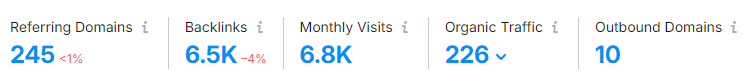 Referring Domains i Backlinks i Monthly Visits i Organic Traffic i Outbound Domains i
245 <1% 6.5K −4% 6.8K 226 10